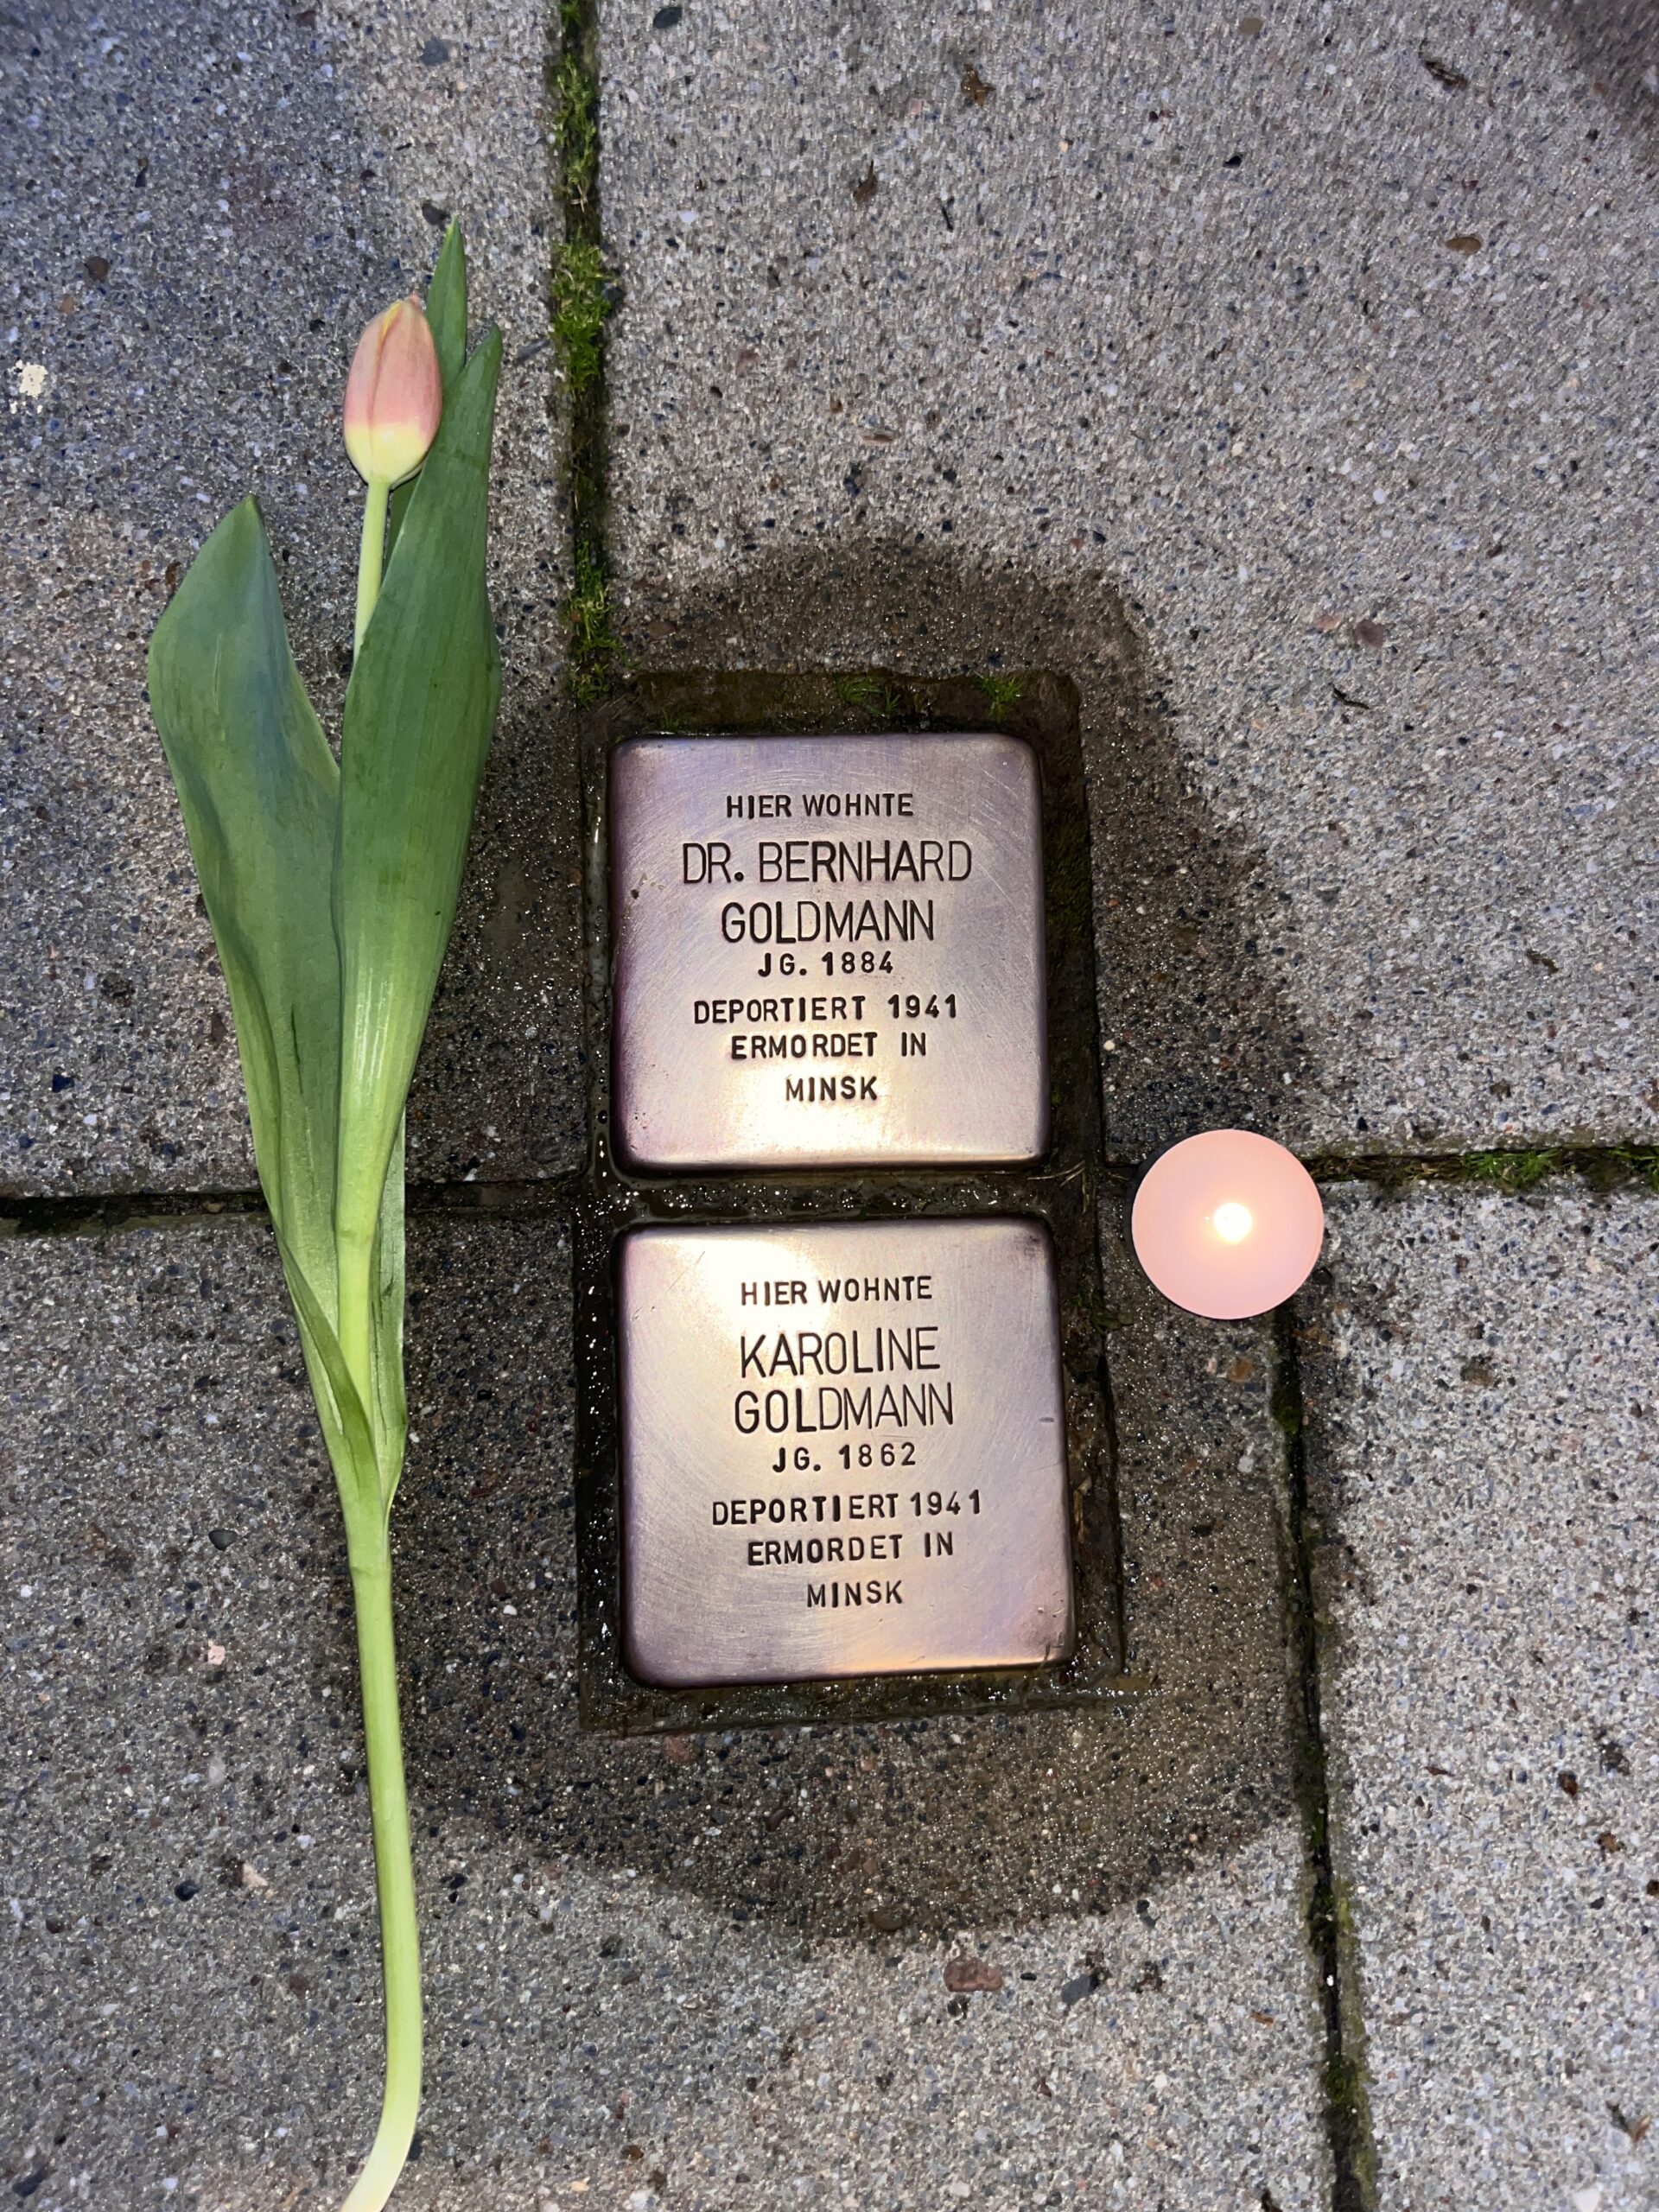 HIER WOHNTE
DR. BERNHARD
GOLDMANN
JG. 1884
DEPORTIERT 1941
ERMORDET IN
MINSK
HIER WOHNTE
KAROLINE
GOLDMANN
JG. 1862
DEPORTIERT 1941
ERMORDET IN
MINSK